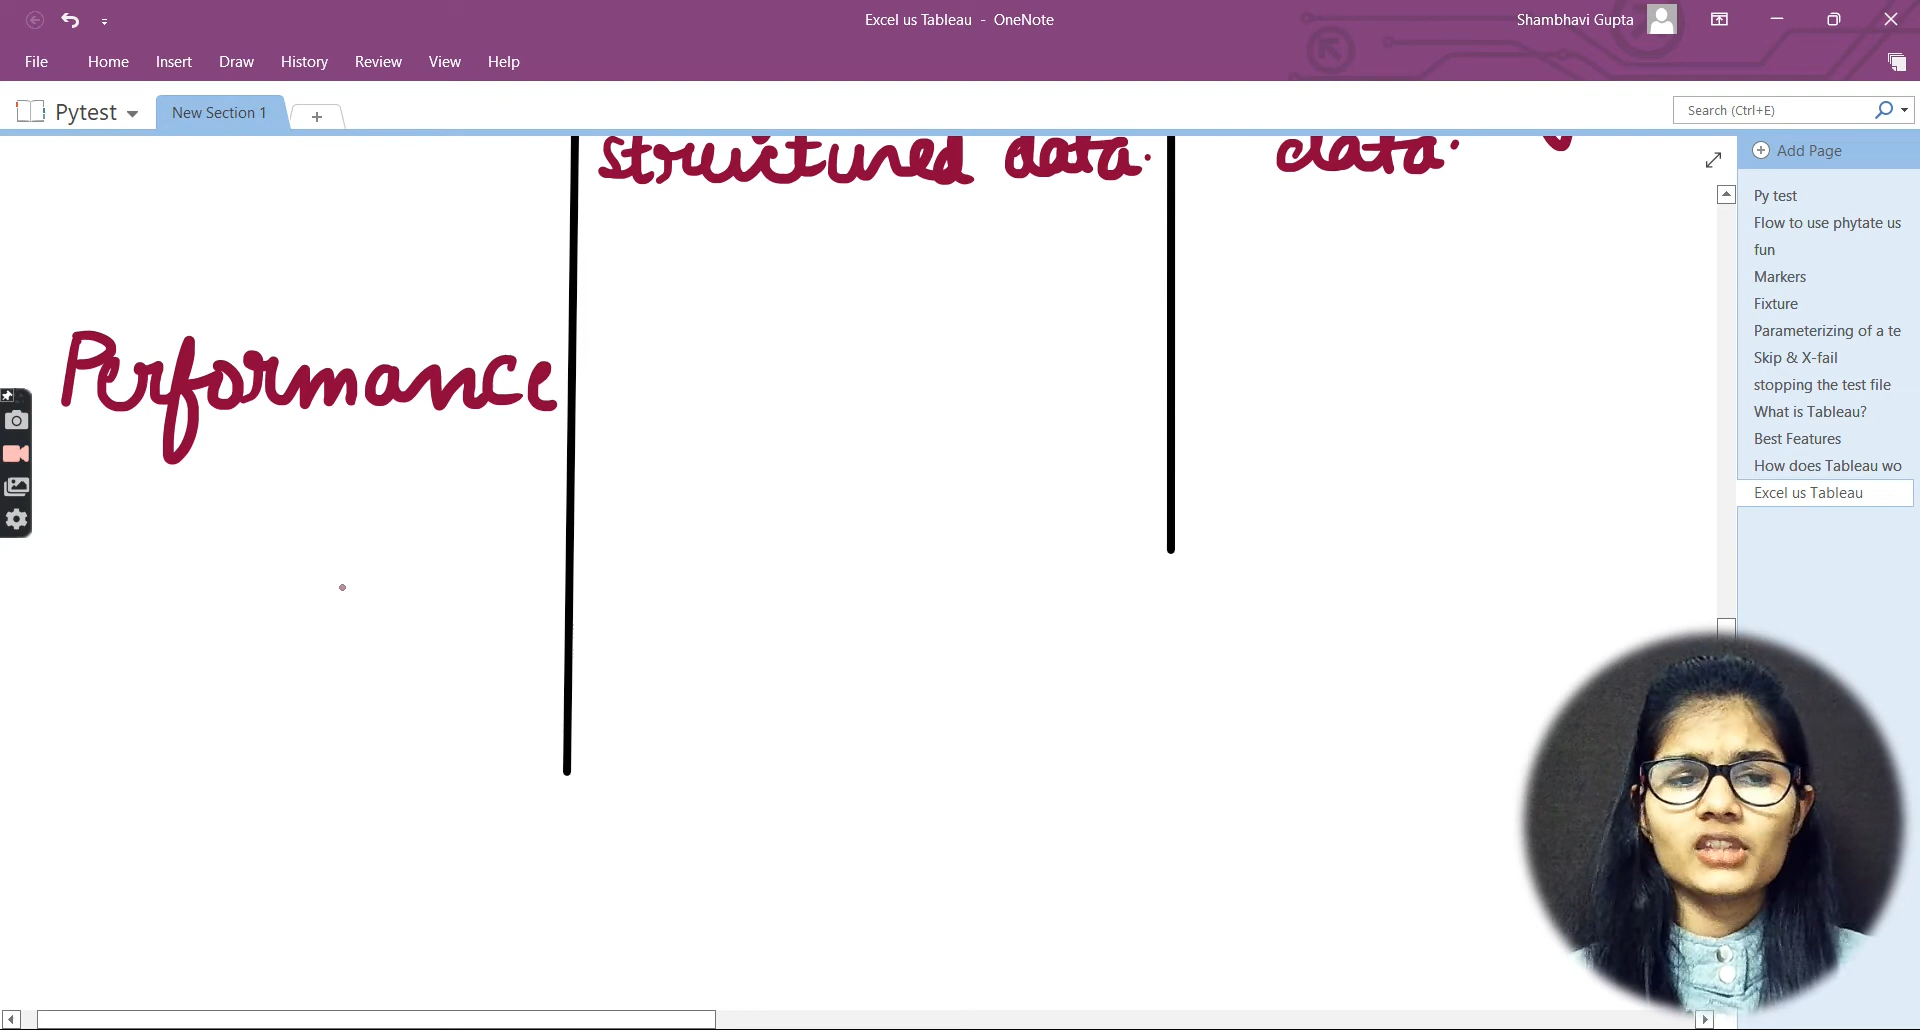 Excel us Tableau - OneNote
Shambhavi Gupta
File Home Insert Draw History Review View Help
Pytest New Section 1 +
Search (Ctrl+E)
structured data.
data.
Performance
Add Page
Py test
Flow to use phytate us
fun
Markers
Fixture
Parameterizing of a te
Skip & X-fail
stopping the test file
What is Tableau?
Best Features
How does Tableau wo
Excel us Tableau